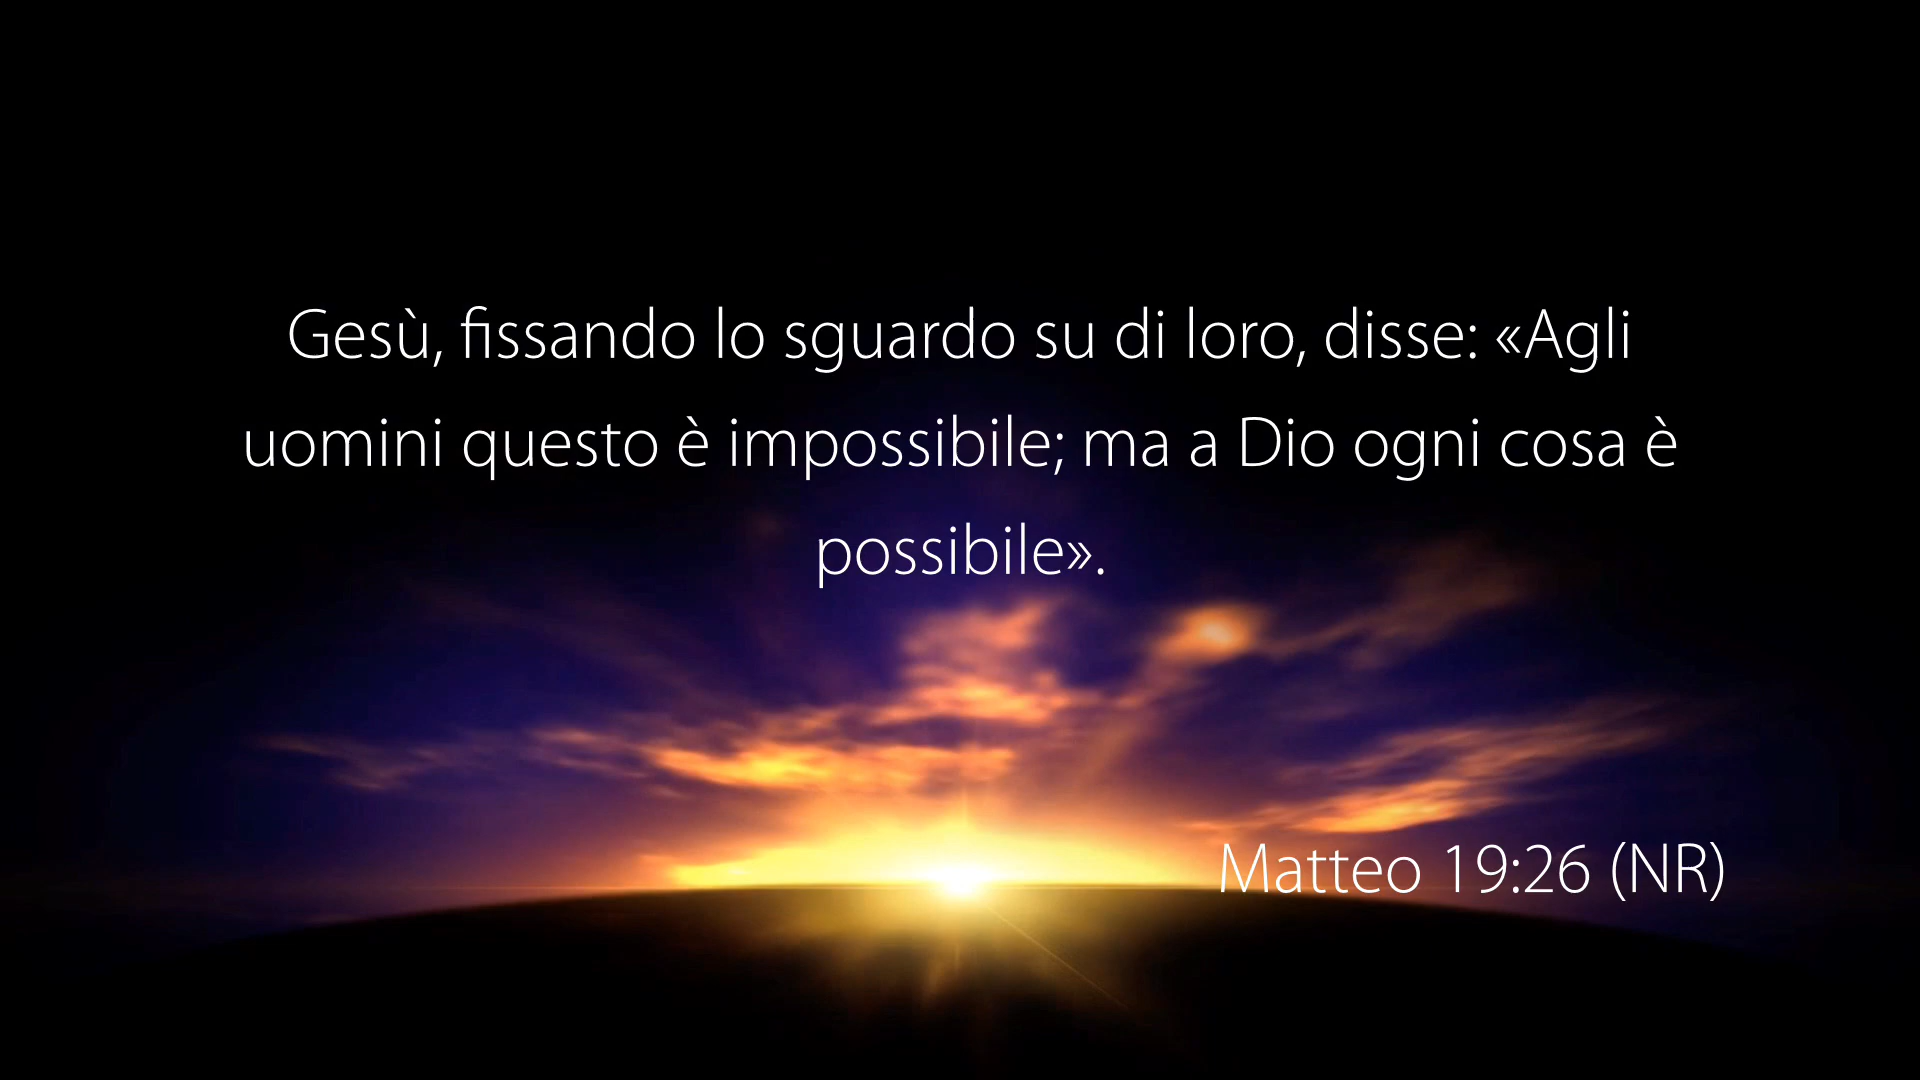 Gesù, fissando lo sguardo su di loro, disse: «Agli
uomini questo è impossibile; ma a Dio ogni cosa è
possibile».
Matteo 19:26 (NR)